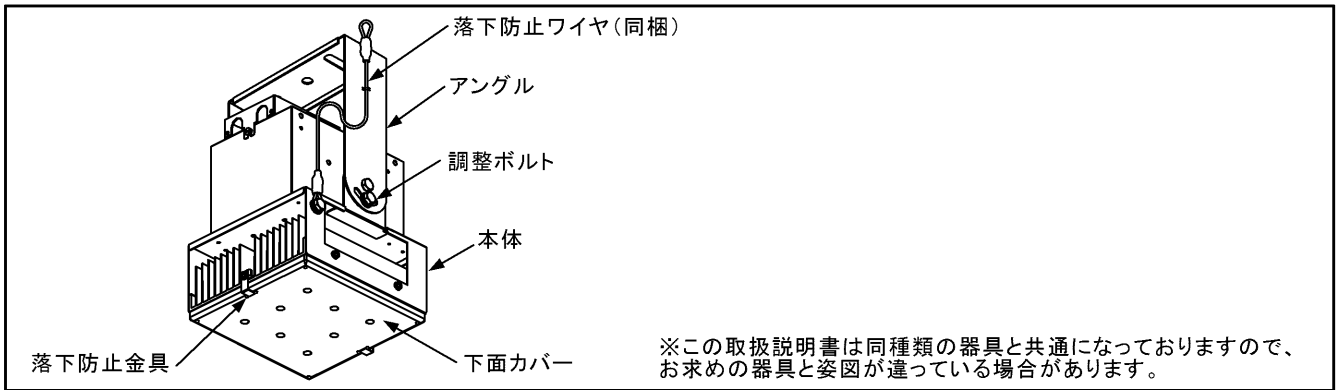 落下防止ワイヤ(同梱)
アングル
調整ボルト
本体
落下防止金具
下面カバー
※この取扱説明書は同種類の器具と共通になっておりますので、
お求めの器具と姿図が違っている場合があります。